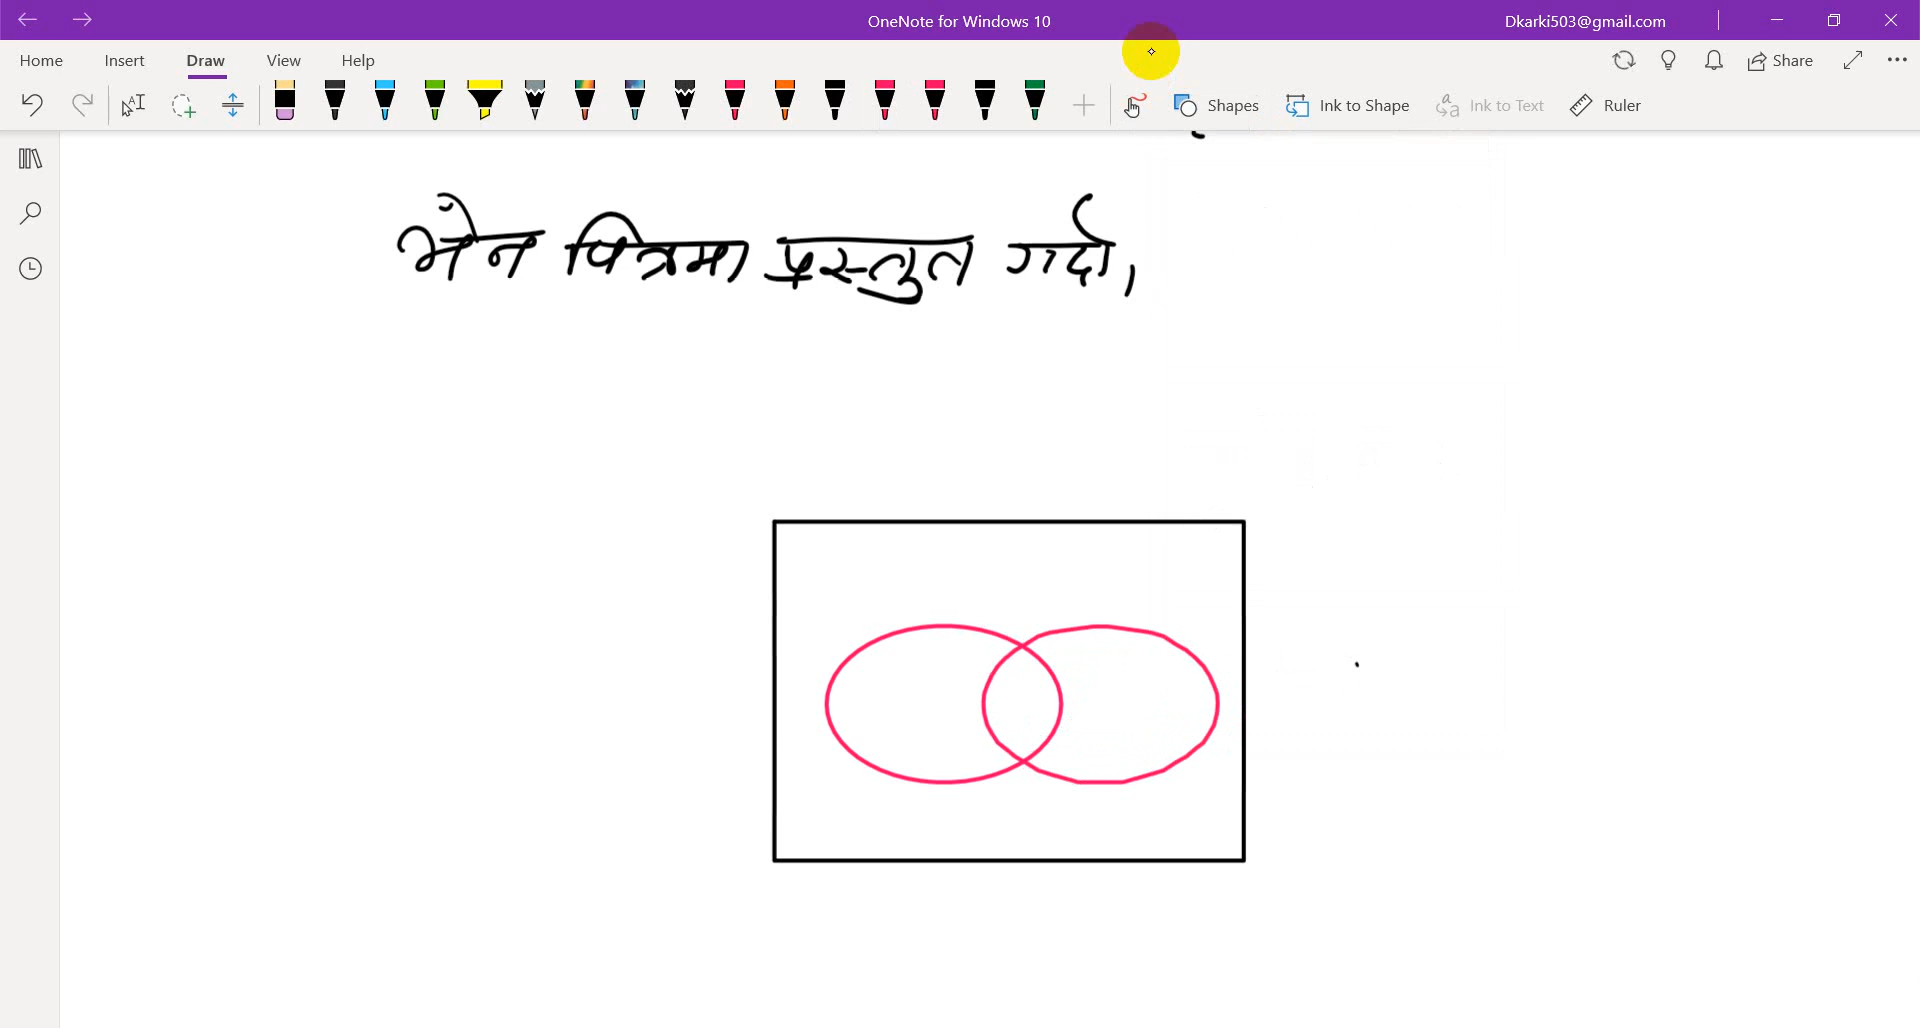 OneNote for Windows 10
Dkarki503@gmail.com
Home Insert Draw View Help
Share
Shapes Ink to Shape Ink to Text Ruler
भेन चित्रमा प्रस्तुत गर्दा,